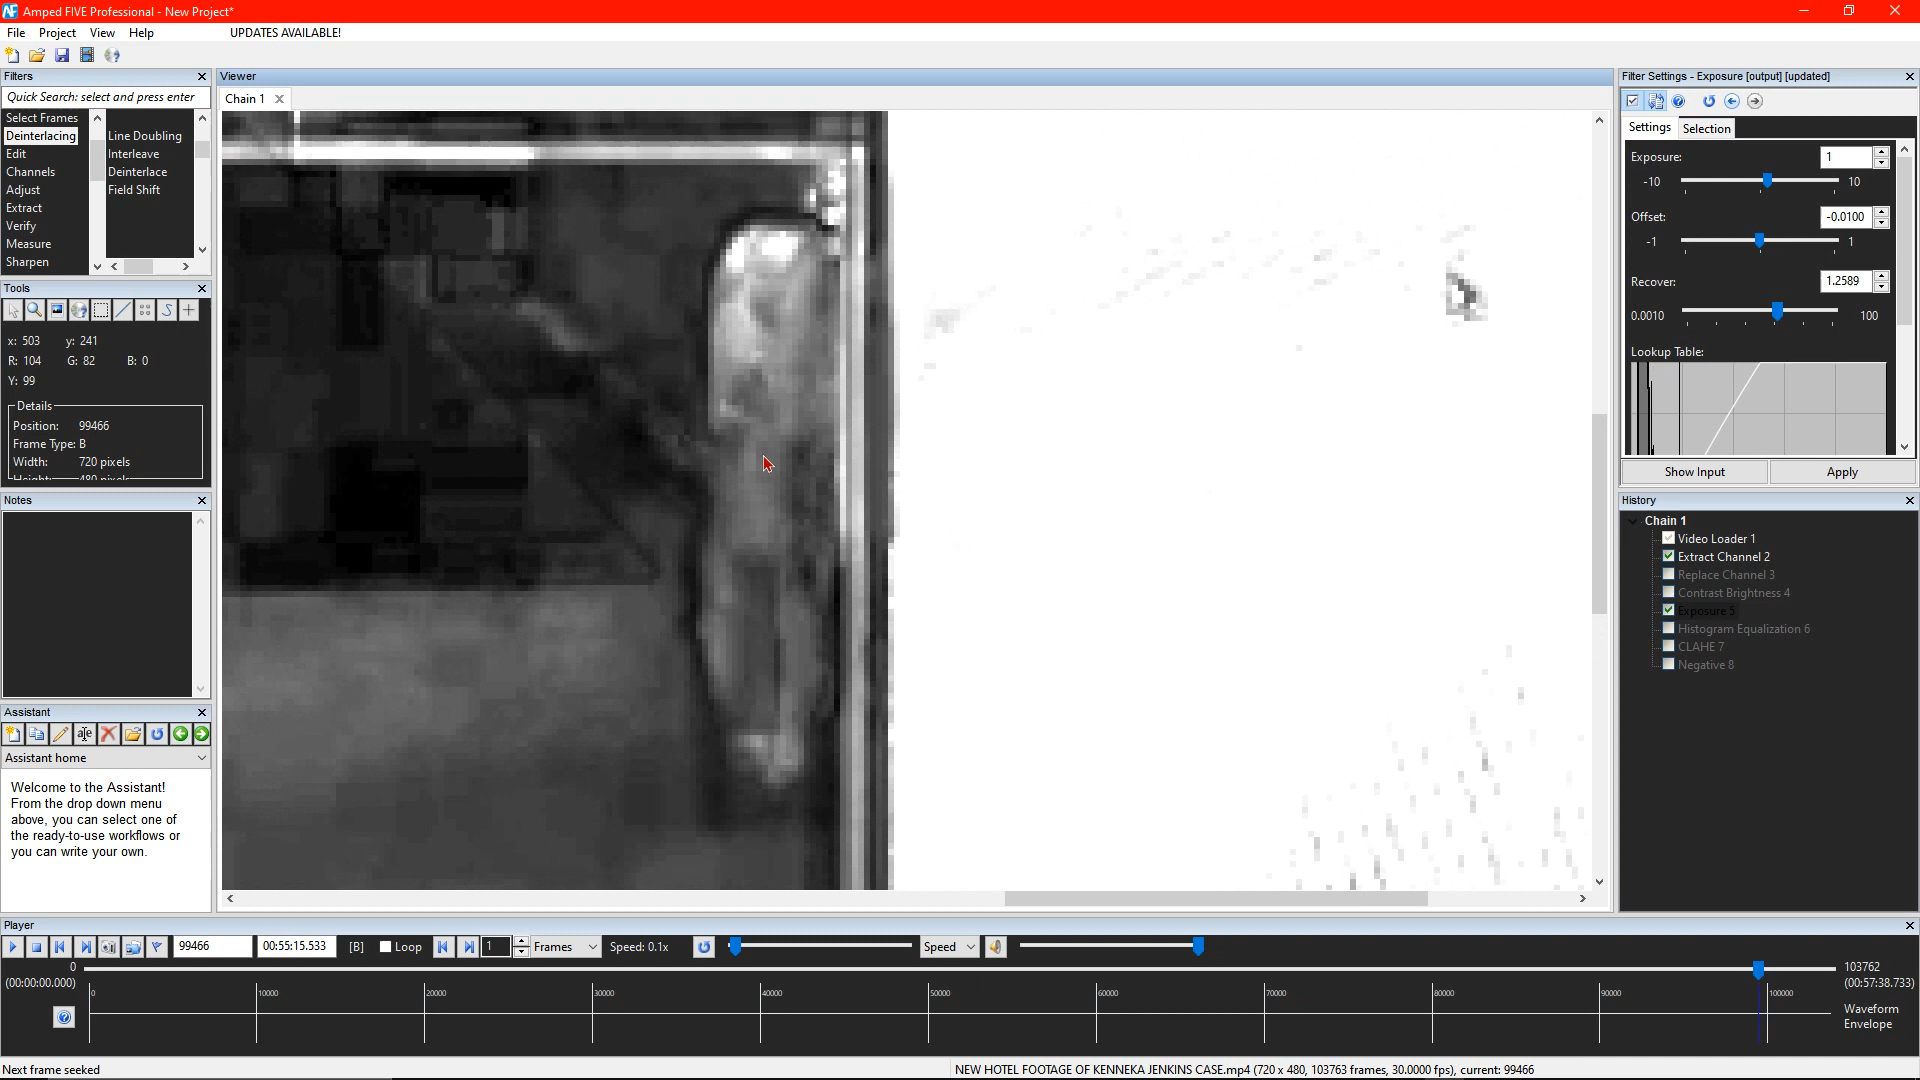 Amped FIVE Professional - New Project*
File Project View Help UPDATES AVAILABLE!
Filters
Quick Search: select and press enter
Select Frames
Deinterlacing
Edit
Channels
Adjust
Extract
Verify
Measure
Sharpen
Line Doubling
Interleave
Deinterlace
Field Shift
Tools
x: 503 y: 241
R: 104 G: 82 B: 0
Y: 99
Details
Position: 99466
Frame Type: B
Width: 720 pixels
Height: 480 pixels
Notes
Assistant
Assistant home
Welcome to the Assistant!
From the drop down menu
above, you can select one of
the ready-to-use workflows or
you can write your own.
Viewer
Chain 1
Filter Settings - Exposure [output] [updated]
Settings Selection
Exposure: 1
-10 10
Offset: -0.0100
-1 1
Recover: 1.2589
0.0010 100
Lookup Table:
Show Input Apply
History
Chain 1
Video Loader 1
Extract Channel 2
Replace Channel 3
Contrast Brightness 4
Exposure 5
Histogram Equalization 6
CLAHE 7
Negative 8
Player
99466 00:55:15.533 [B] Loop 1 Frames Speed: 0.1x Speed
0 103762
(00:00:00.000) (00:57:38.733)
0 10000 20000 30000 40000 50000 60000 70000 80000 90000 100000
Waveform
Envelope
Next frame seeked NEW HOTEL FOOTAGE OF KENNEKA JENKINS CASE.mp4 (720 x 480, 103763 frames, 30.0000 fps), current: 99466